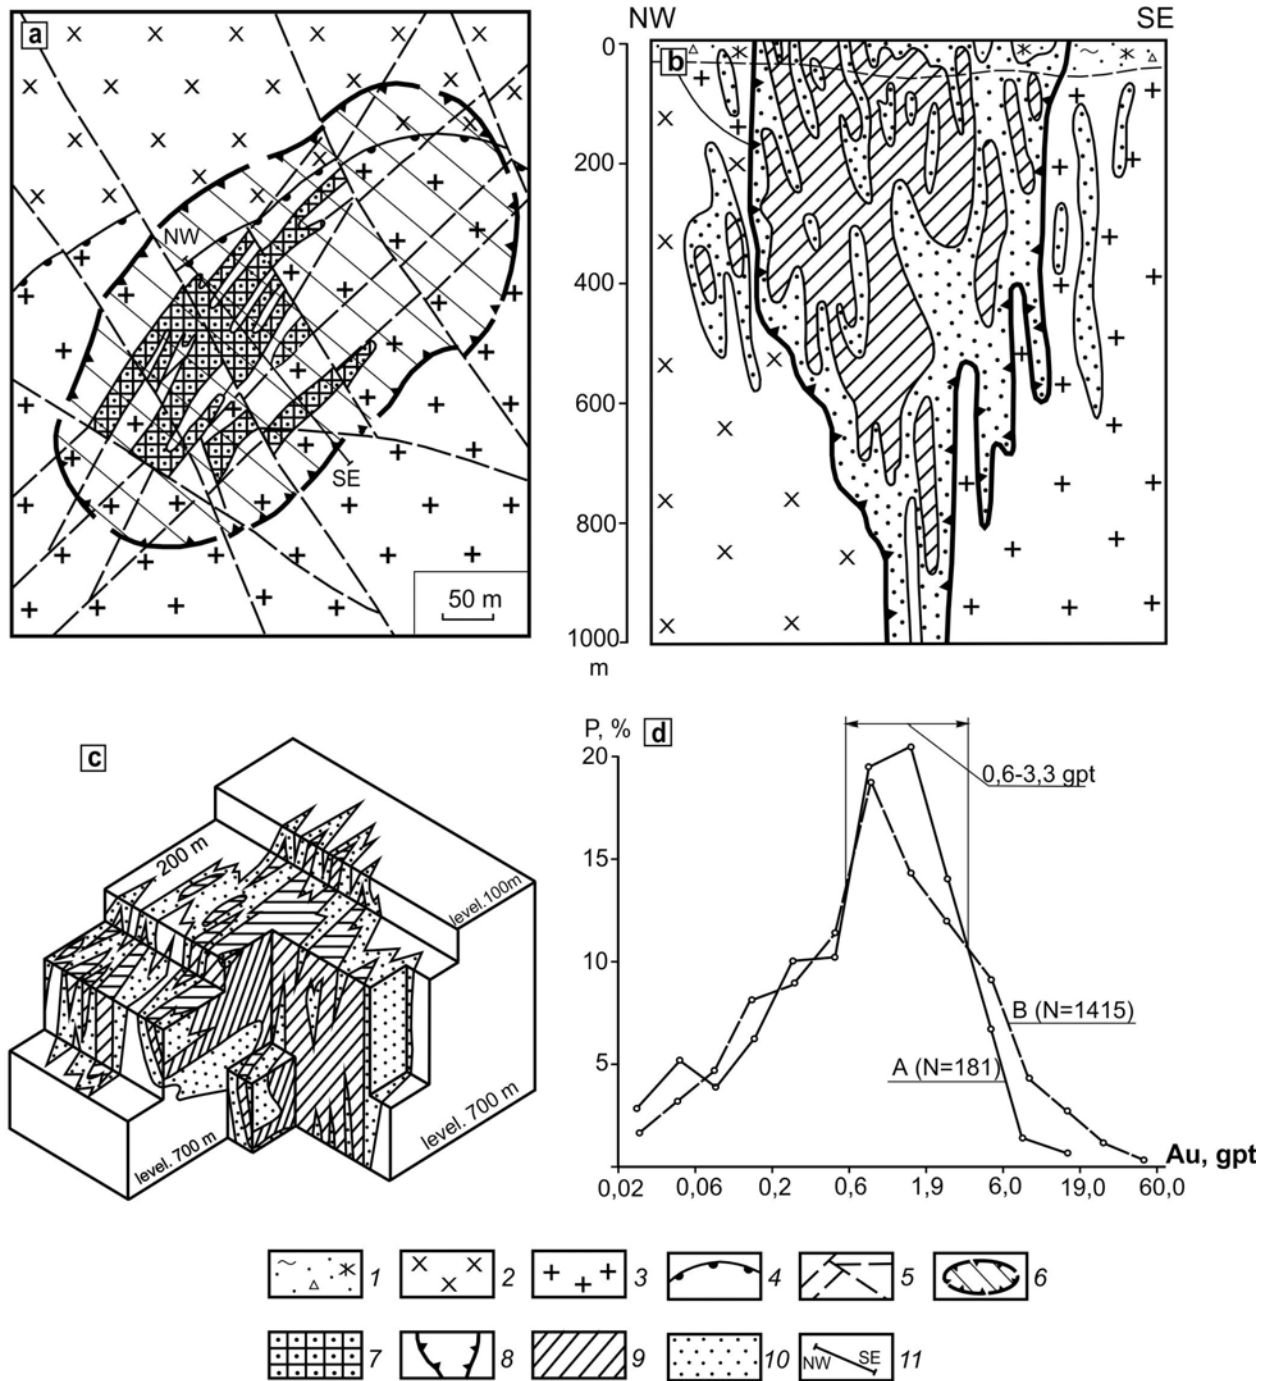 a
NW
SE
50 m
NW
SE
b
0
200
400
600
800
1000
m
c
200 m
level.100m
level. 700 m
level. 700 m
P, %
d
20
15
10
5
0,6-3,3 gpt
B (N=1415)
A (N=181)
Au, gpt
0,02
0,06
0,2
0,6
1,9
6,0
19,0
60,0
1
2
3
4
5
6
7
8
9
10
NW
SE
11